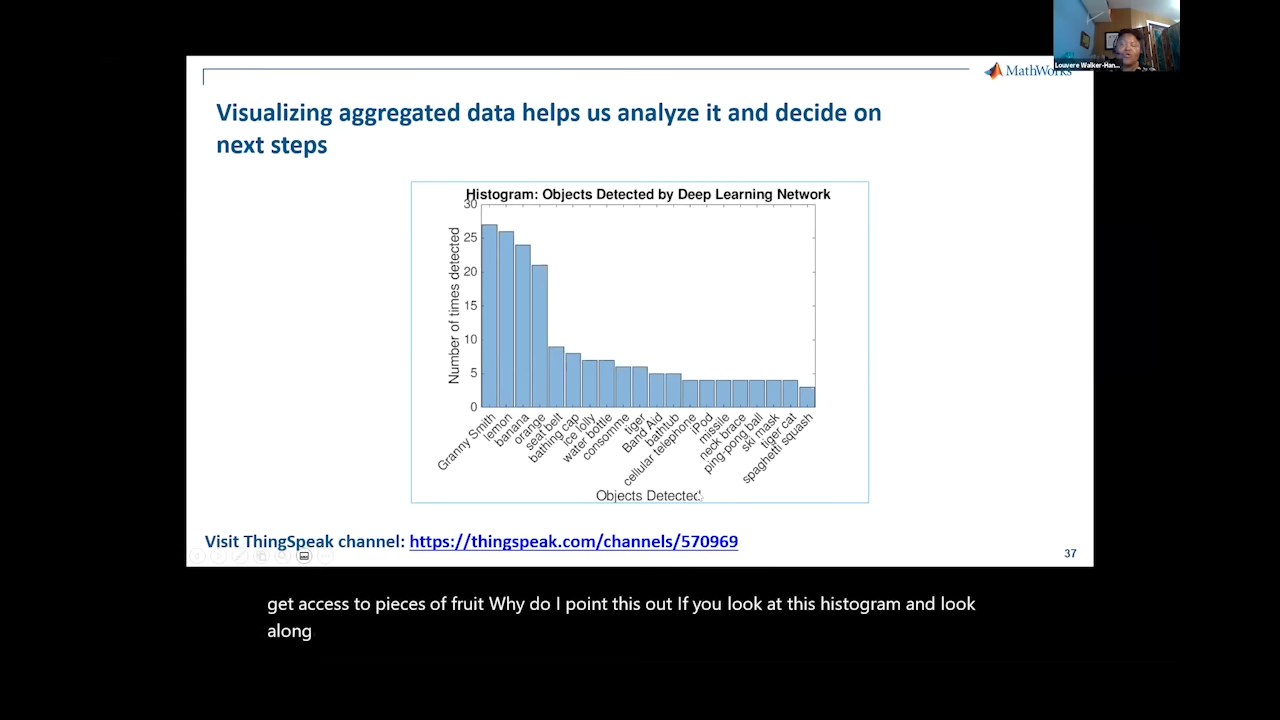 Louvere Walker-Han...
MathWorks
Visualizing aggregated data helps us analyze it and decide on
next steps
Histogram: Objects Detected by Deep Learning Network
Number of times detected
30
25
20
15
10
5
0
Granny Smith
lemon
banana
orange
seat belt
bathing cap
ice lolly
water bottle
consomme
tiger
Band Aid
bathtub
cellular telephone
iPod
missile
neck brace
ping-pong ball
ski mask
tiger cat
spaghetti squash
Objects Detected
Visit ThingSpeak channel: https://thingspeak.com/channels/570969
37
get access to pieces of fruit Why do I point this out If you look at this histogram and look
along